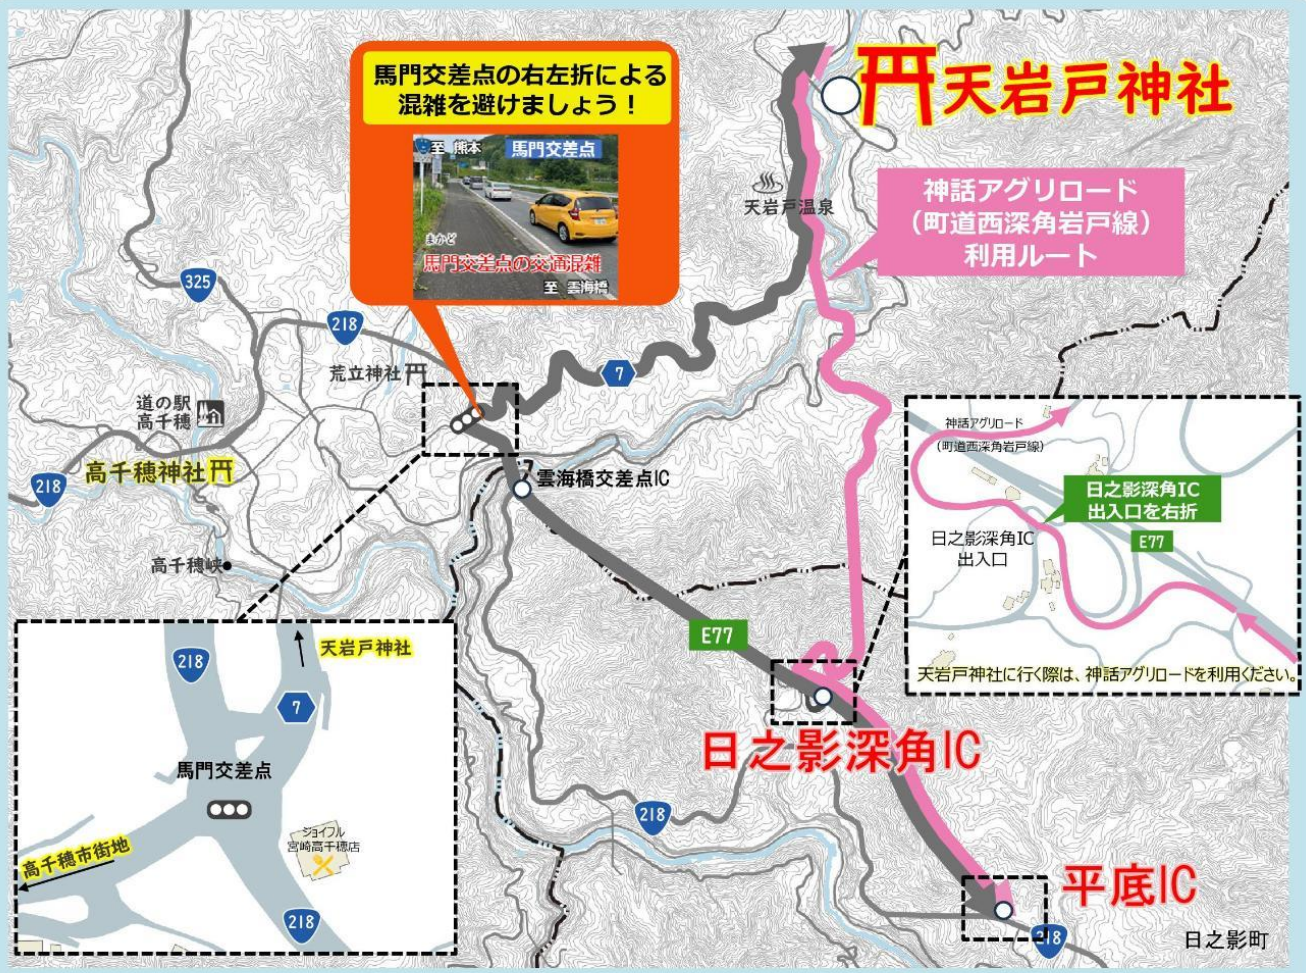 馬門交差点の右左折による
混雑を避けましょう！
至 熊本
馬門交差点
まかど
馬門交差点の交通混雑
至 雲海橋
天岩戸神社
神話アグリロード
（町道西深角岩戸線）
利用ルート
天岩戸温泉
325
218
7
荒立神社
道の駅
高千穂
高千穂神社
218
雲海橋交差点IC
高千穂峡
E77
日之影深角IC
218
平底IC
218
日之影町
神話アグリロード
(町道西深角岩戸線)
日之影深角IC
出入口を右折
E77
日之影深角IC
出入口
天岩戸神社に行く際は、神話アグリロードを利用ください。
218
天岩戸神社
7
馬門交差点
ジョイフル
宮崎高千穂店
高千穂市街地
218